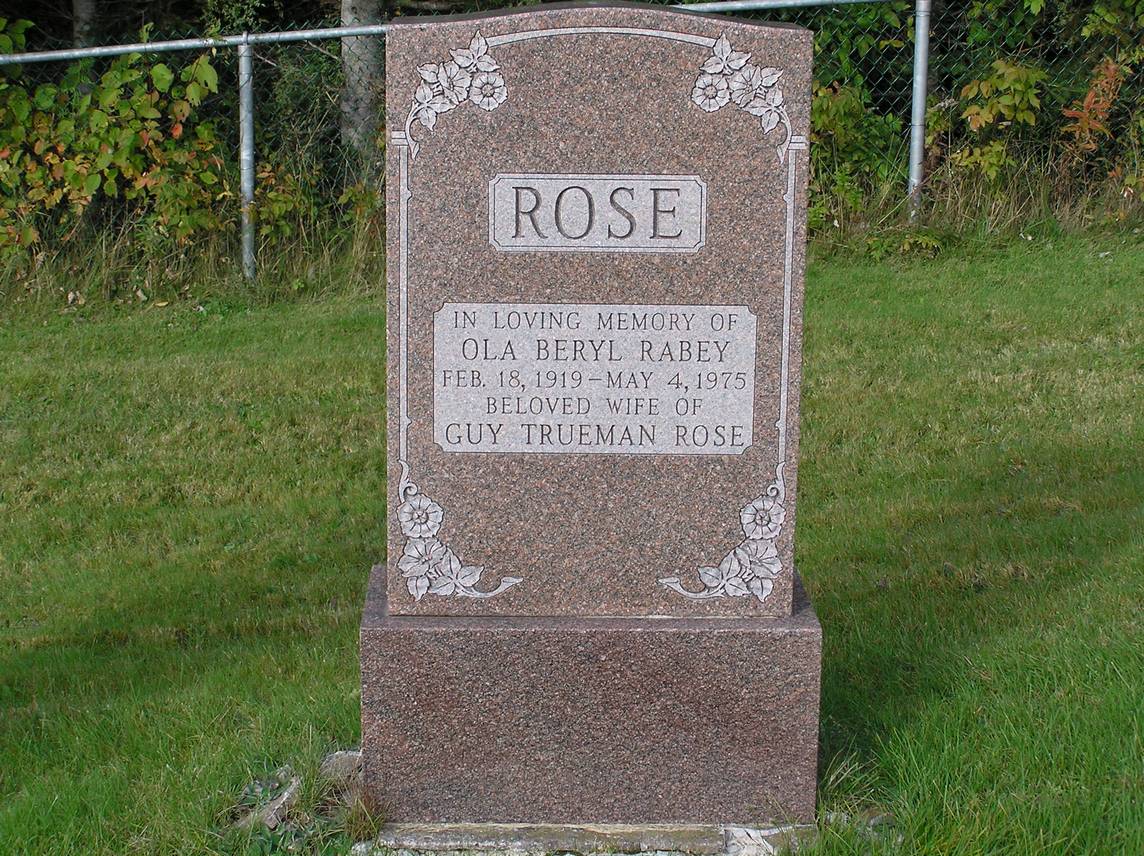 ROSE
IN LOVING MEMORY OF
OLA BERYL RABEY
FEB. 18, 1919 – MAY 4, 1975
BELOVED WIFE OF
GUY TRUEMAN ROSE